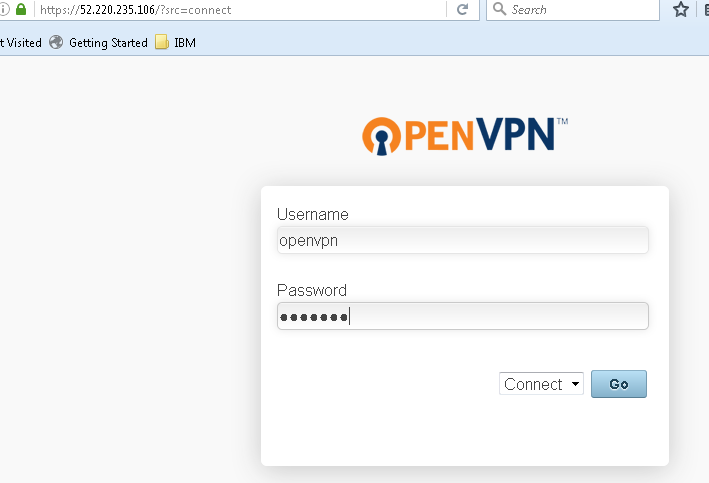 https://52.220.235.106/?src=connect
Search
t Visited Getting Started IBM
OPENVPN™
Username
openvpn
Password
•••••••
Connect Go